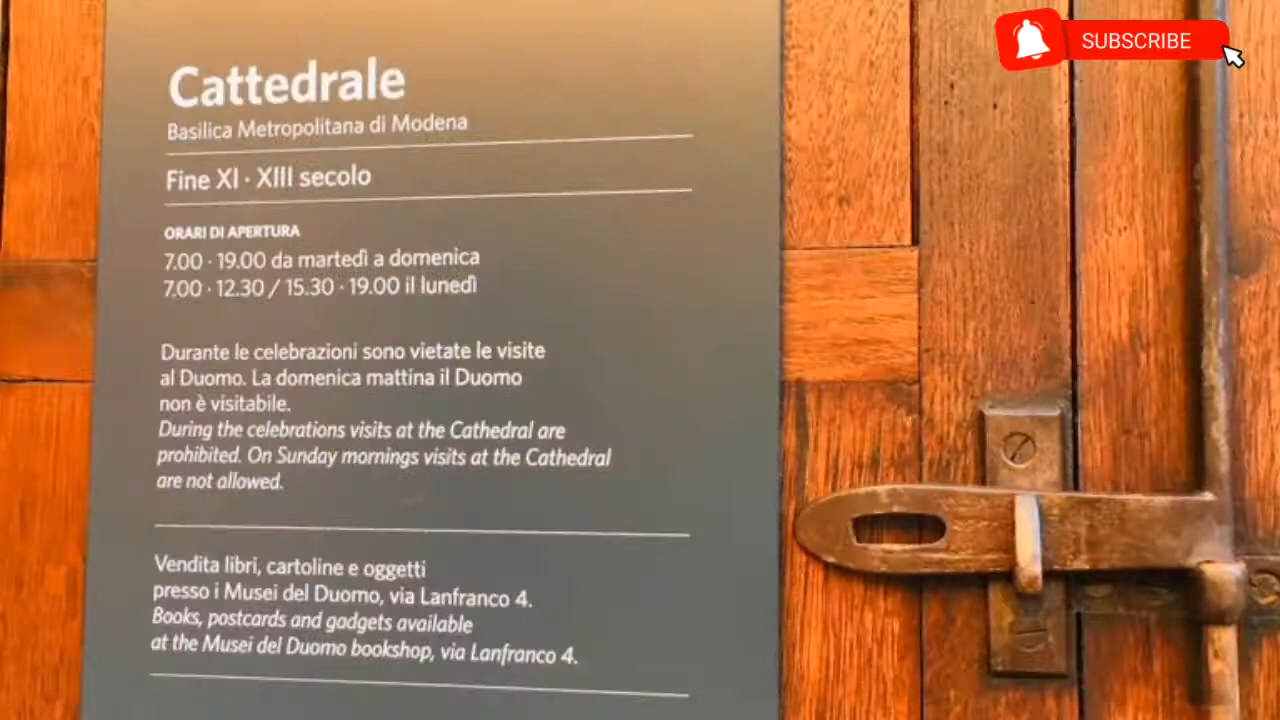 SUBSCRIBE
Cattedrale
Basilica Metropolitana di Modena
Fine XI · XIII secolo
ORARI DI APERTURA
7.00 · 19.00 da martedì a domenica
7.00 · 12.30 / 15.30 · 19.00 il lunedì
Durante le celebrazioni sono vietate le visite
al Duomo. La domenica mattina il Duomo
non è visitabile.
During the celebrations visits at the Cathedral are
prohibited. On Sunday mornings visits at the Cathedral
are not allowed.
Vendita libri, cartoline e oggetti
presso i Musei del Duomo, via Lanfranco 4.
Books, postcards and gadgets available
at the Musei del Duomo bookshop, via Lanfranco 4.